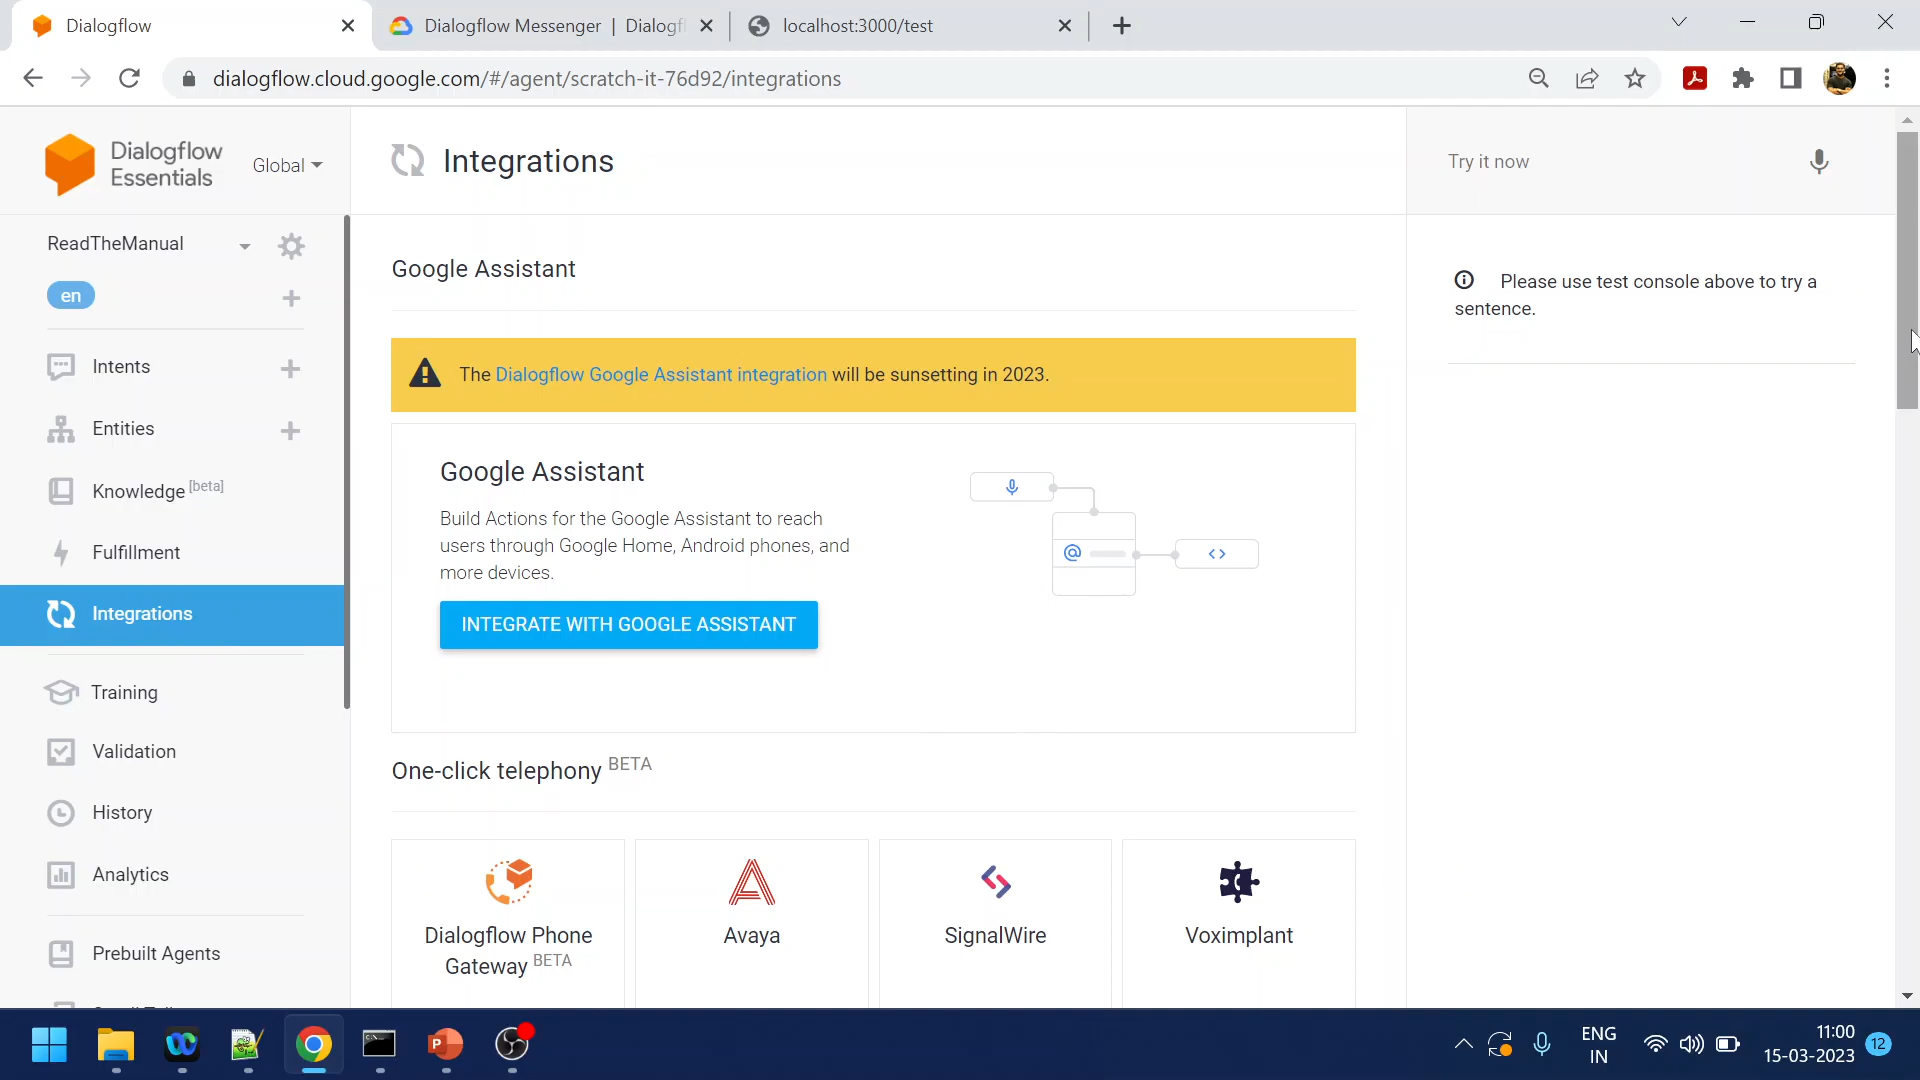 Dialogflow
Dialogflow Messenger | Dialogf
localhost:3000/test
dialogflow.cloud.google.com/#/agent/scratch-it-76d92/integrations
Dialogflow
Essentials
Global
Integrations
Try it now
ReadTheManual
en
Google Assistant
Please use test console above to try a
sentence.
Intents
The Dialogflow Google Assistant integration will be sunsetting in 2023.
Entities
Google Assistant
Knowledge [beta]
Build Actions for the Google Assistant to reach
users through Google Home, Android phones, and
more devices.
Fulfillment
Integrations
INTEGRATE WITH GOOGLE ASSISTANT
Training
Validation
One-click telephony BETA
History
Analytics
Dialogflow Phone
Gateway BETA
Avaya
SignalWire
Voximplant
Prebuilt Agents
ENG
IN
11:00
15-03-2023
12